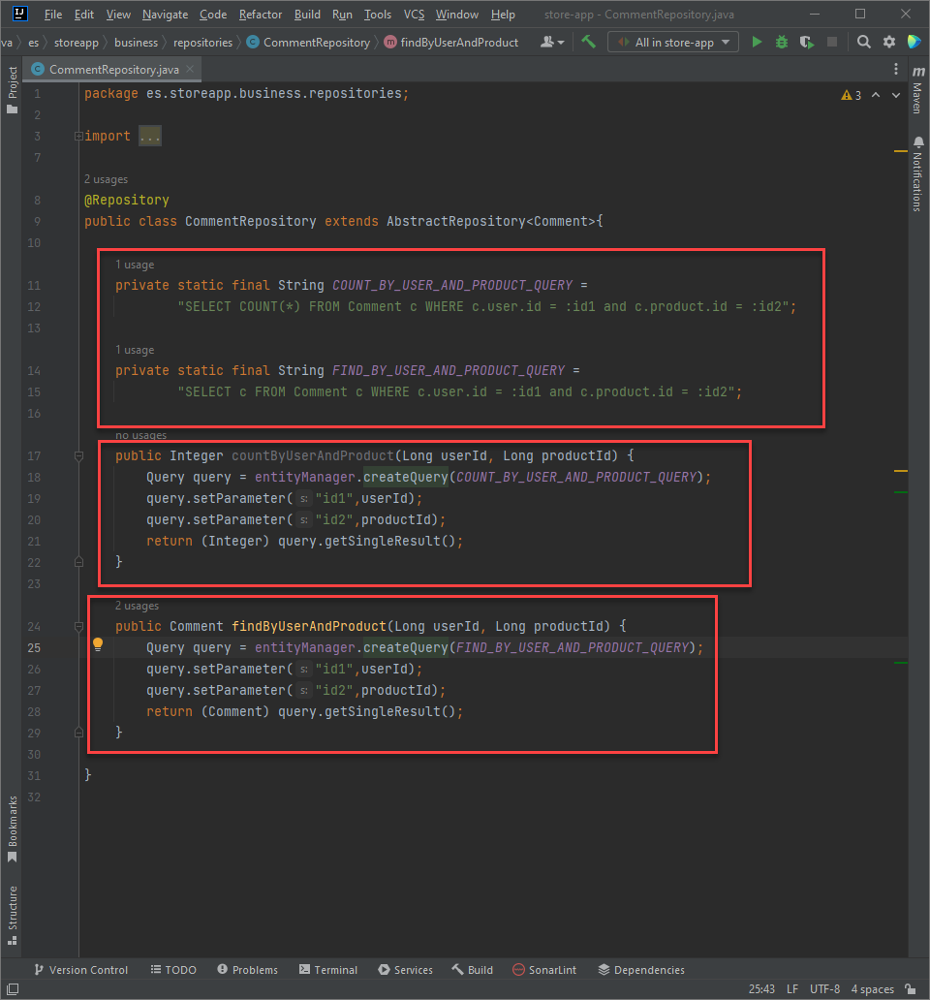 File Edit View Navigate Code Refactor Build Run Tools VCS Window Help store-app - CommentRepository.java
va es storeapp business repositories CommentRepository findByUserAndProduct All in store-app
CommentRepository.java
1 package es.storeapp.business.repositories; 3
2
3 import ...
7
2 usages
8 @Repository
9 public class CommentRepository extends AbstractRepository<Comment>{
10
1 usage
11 private static final String COUNT_BY_USER_AND_PRODUCT_QUERY =
12 "SELECT COUNT(*) FROM Comment c WHERE c.user.id = :id1 and c.product.id = :id2";
13
1 usage
14 private static final String FIND_BY_USER_AND_PRODUCT_QUERY =
15 "SELECT c FROM Comment c WHERE c.user.id = :id1 and c.product.id = :id2";
16
no usages
17 public Integer countByUserAndProduct(Long userId, Long productId) {
18 Query query = entityManager.createQuery(COUNT_BY_USER_AND_PRODUCT_QUERY);
19 query.setParameter( s: "id1",userId);
20 query.setParameter( s: "id2",productId);
21 return (Integer) query.getSingleResult();
22 }
23
2 usages
24 public Comment findByUserAndProduct(Long userId, Long productId) {
25 Query query = entityManager.createQuery(FIND_BY_USER_AND_PRODUCT_QUERY);
26 query.setParameter( s: "id1",userId);
27 query.setParameter( s: "id2",productId);
28 return (Comment) query.getSingleResult();
29 }
30
31 }
32
Project
Bookmarks
Structure
m
Maven
Notifications
Version Control TODO Problems Terminal Services Build SonarLint Dependencies
25:43 LF UTF-8 4 spaces